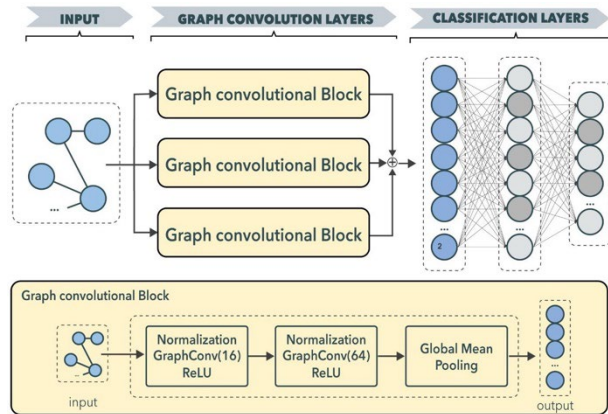 INPUT
GRAPH CONVOLUTION LAYERS
CLASSIFICATION LAYERS
Graph convolutional Block
Graph convolutional Block
Graph convolutional Block
...
...
...
...
2
Graph convolutional Block
Normalization
GraphConv(16)
ReLU
Normalization
GraphConv(64)
ReLU
Global Mean
Pooling
...
...
input
output